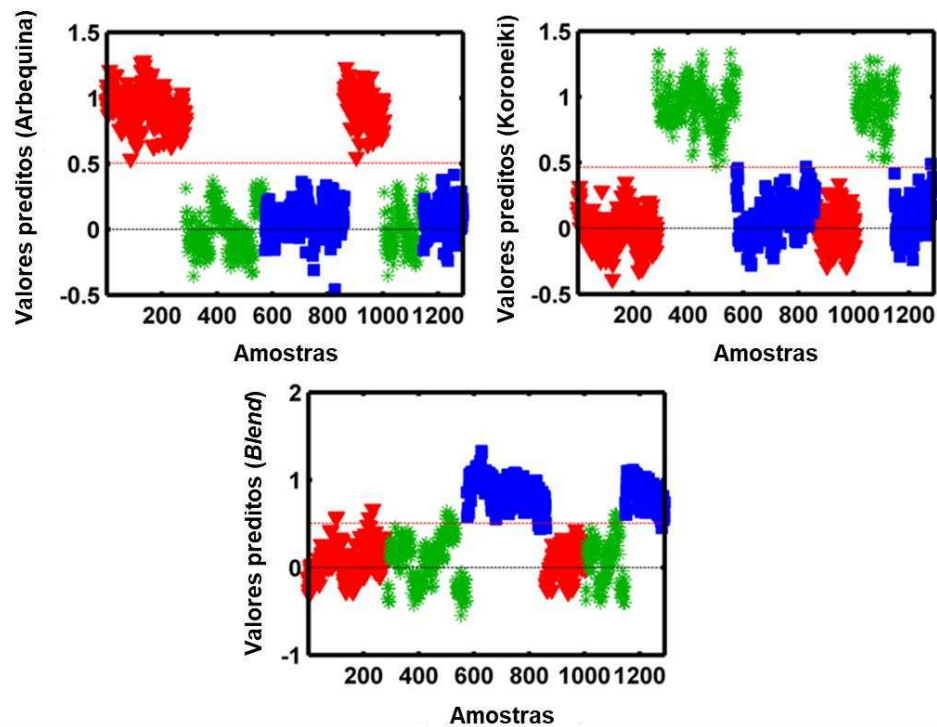 Valores preditos (Arbequina)
1.5
1
0.5
0
-0.5
200 400 600 800 1000 1200
Amostras
Valores preditos (Koroneiki)
1.5
1
0.5
0
-0.5
200 400 600 800 1000 1200
Amostras
Valores preditos (Blend)
2
1
0
-1
200 400 600 800 1000 1200
Amostras